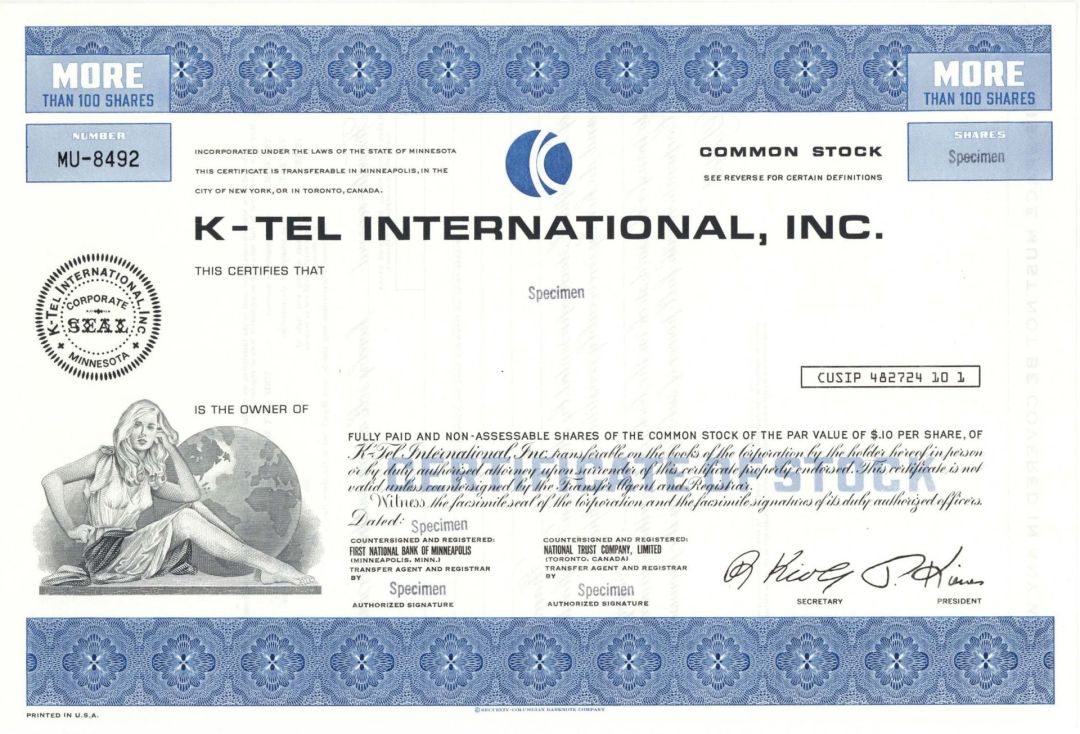 MORE
THAN 100 SHARES
MORE
THAN 100 SHARES
NUMBER
MU-8492
SHARES
Specimen
INCORPORATED UNDER THE LAWS OF THE STATE OF MINNESOTA
THIS CERTIFICATE IS TRANSFERABLE IN MINNEAPOLIS, IN THE
CITY OF NEW YORK, OR IN TORONTO, CANADA.
COMMON STOCK
SEE REVERSE FOR CERTAIN DEFINITIONS
K-TEL INTERNATIONAL, INC.
THIS CERTIFIES THAT
Specimen
K-TEL INTERNATIONAL, INC.
CORPORATE
SEAL
MINNESOTA
CUSIP 482724 10 1
IS THE OWNER OF
CERTIFICATE OF STOCK
FULLY PAID AND NON-ASSESSABLE SHARES OF THE COMMON STOCK OF THE PAR VALUE OF $.10 PER SHARE, OF
K-Tel International, Inc. transferable on the books of the Corporation by the holder hereof in person
or by duly authorized attorney upon surrender of this certificate properly endorsed. This certificate is not
valid unless countersigned by the Transfer Agent and Registrar.
Witness the facsimile seal of the Corporation and the facsimile signatures of its duly authorized officers.
Dated: Specimen
COUNTERSIGNED AND REGISTERED:
FIRST NATIONAL BANK OF MINNEAPOLIS
(MINNEAPOLIS, MINN.)
TRANSFER AGENT AND REGISTRAR
BY
Specimen
AUTHORIZED SIGNATURE
COUNTERSIGNED AND REGISTERED:
NATIONAL TRUST COMPANY, LIMITED
(TORONTO, CANADA)
TRANSFER AGENT AND REGISTRAR
BY
Specimen
AUTHORIZED SIGNATURE
SECRETARY
P. Kives
PRESIDENT
PRINTED IN U.S.A.
© SECURITY-COLUMBIAN BANKNOTE COMPANY